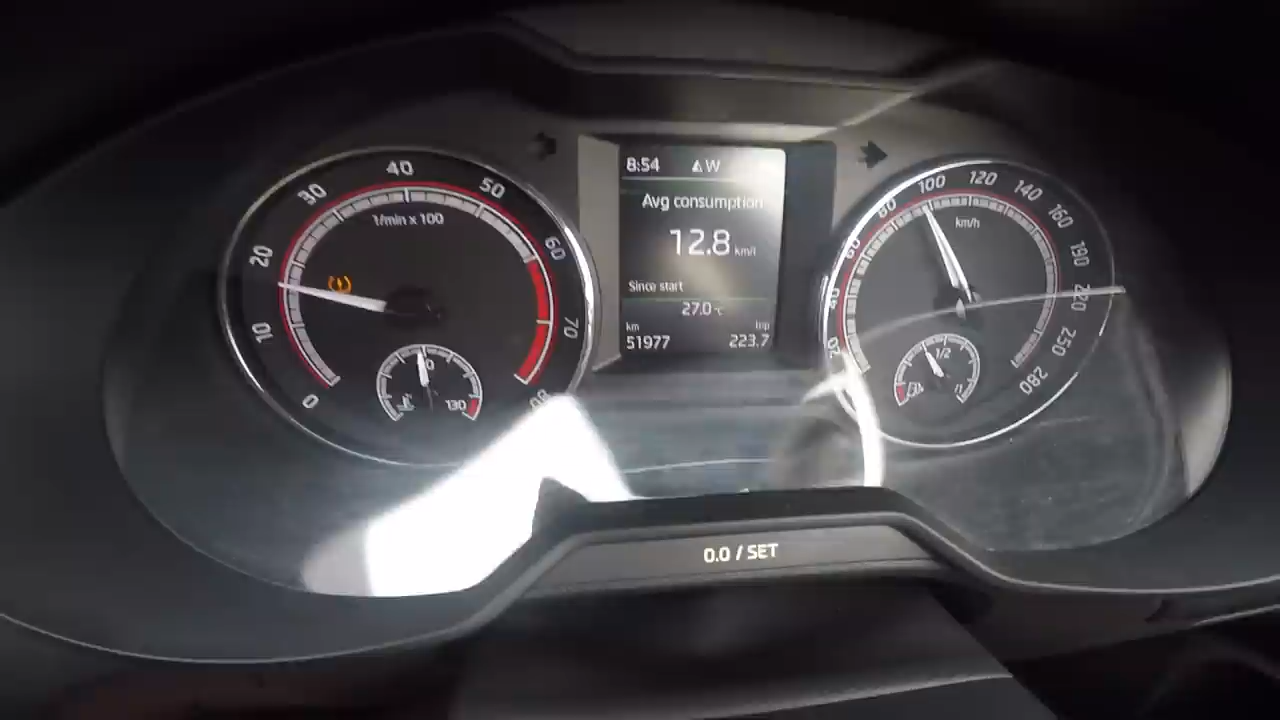 0
10
20
30
40
50
60
70
80
1/min x 100
130
8:54 W
Avg consumption
12.8 km/l
Since start
27.0 °C
km trip
51977 223.7
20
40
60
80
100
120
140
160
190
220
250
280
km/h
1/2
0.0 / SET